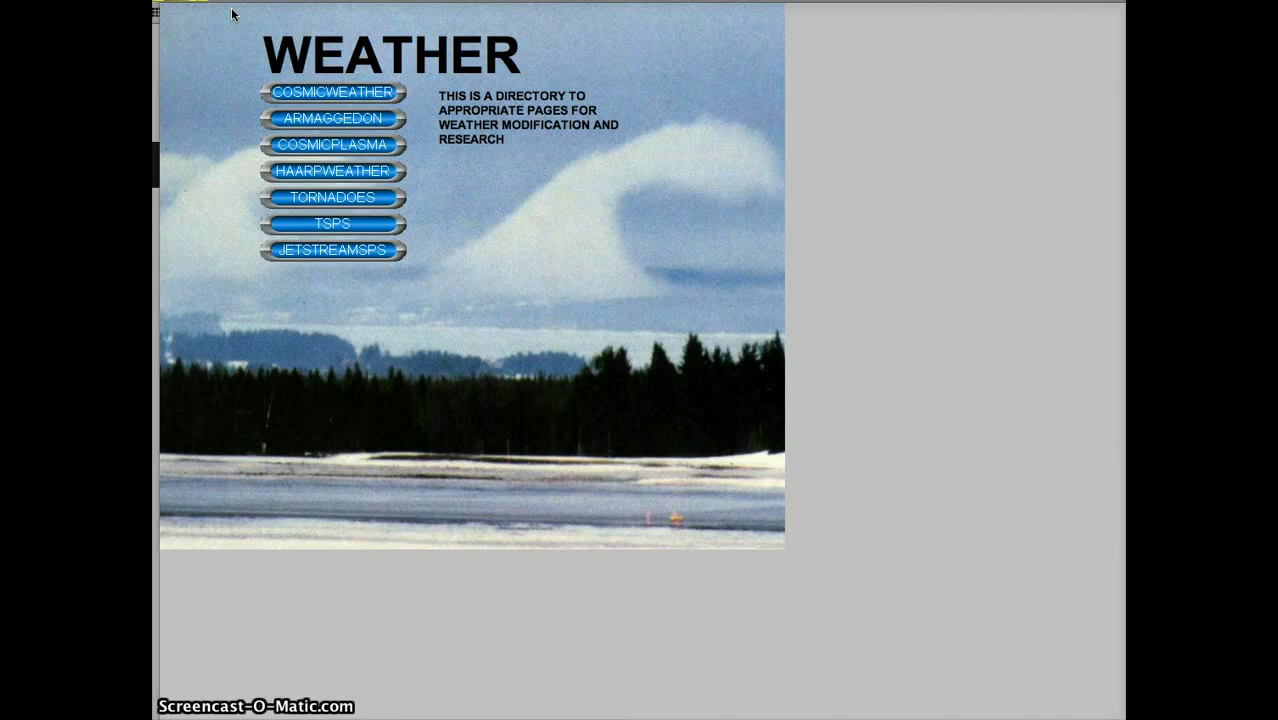 WEATHER
COSMICWEATHER
ARMAGGEDON
COSMICPLASMA
HAARPWEATHER
TORNADOES
TSPS
JETSTREAMSPS
THIS IS A DIRECTORY TO
APPROPRIATE PAGES FOR
WEATHER MODIFICATION AND
RESEARCH
Screencast-O-Matic.com